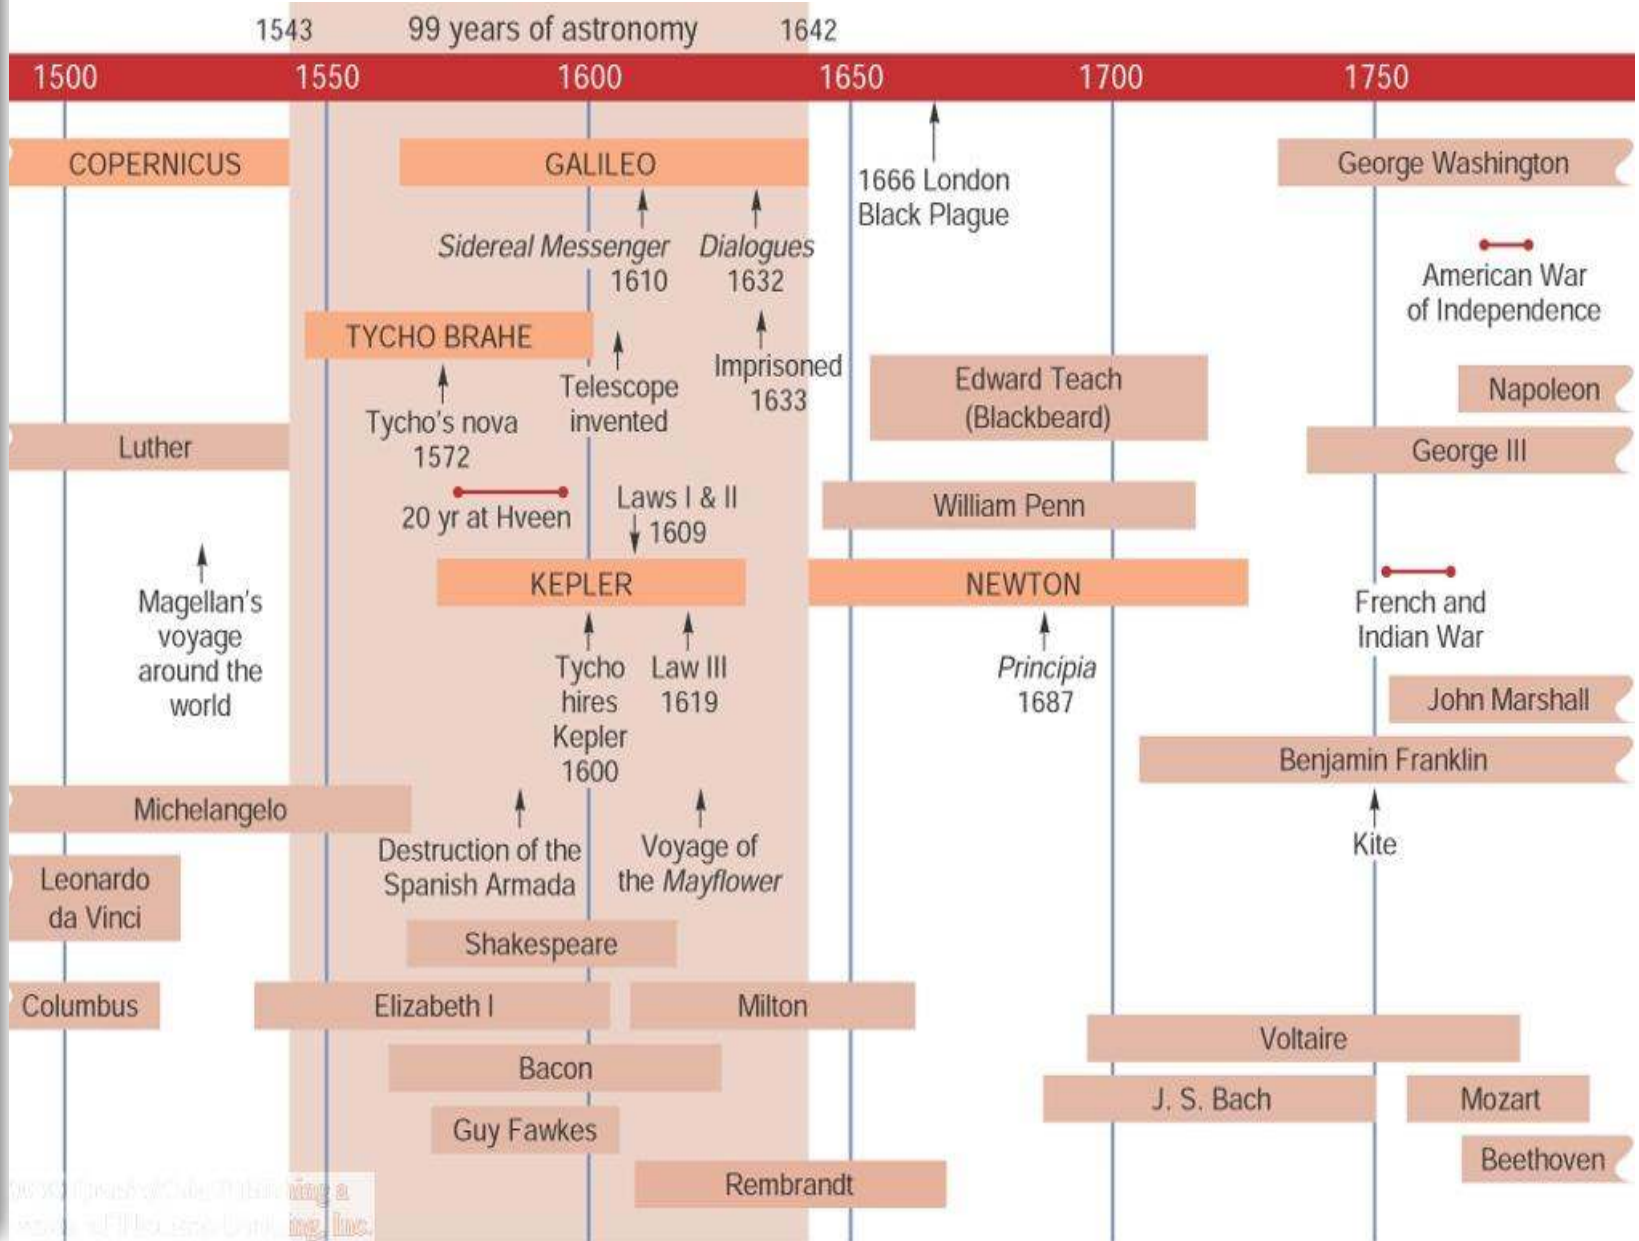 1543
99 years of astronomy
1642
1500
1550
1600
1650
1700
1750
COPERNICUS
GALILEO
George Washington
1666 London
Black Plague
Sidereal Messenger
1610
Dialogues
1632
American War
of Independence
TYCHO BRAHE
Telescope
invented
Imprisoned
1633
Edward Teach
(Blackbeard)
Napoleon
Tycho's nova
1572
Luther
George III
20 yr at Hveen
Laws I & II
1609
William Penn
KEPLER
NEWTON
Magellan's
voyage
around the
world
French and
Indian War
Tycho
hires
Kepler
1600
Law III
1619
Principia
1687
John Marshall
Benjamin Franklin
Michelangelo
Kite
Destruction of the
Spanish Armada
Voyage of
the Mayflower
Leonardo
da Vinci
Shakespeare
Columbus
Elizabeth I
Milton
Voltaire
Bacon
J. S. Bach
Mozart
Guy Fawkes
Beethoven
Rembrandt
a
Inc.